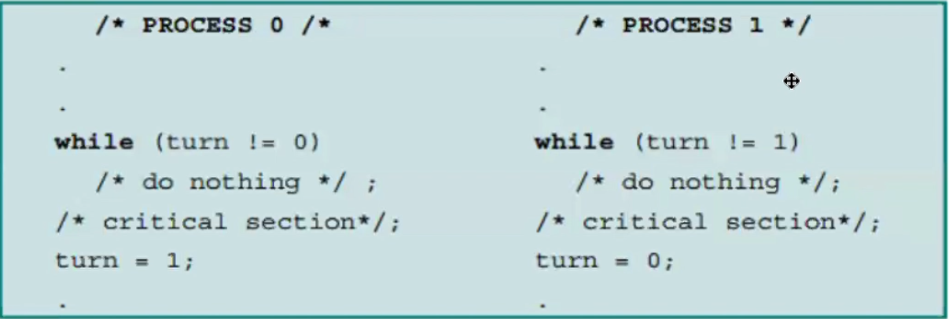 /* PROCESS 0 /*
.
.
while (turn != 0)
/* do nothing */ ;
/* critical section*/;
turn = 1;
.
/* PROCESS 1 */
.
.
while (turn != 1)
/* do nothing */;
/* critical section*/;
turn = 0;
.